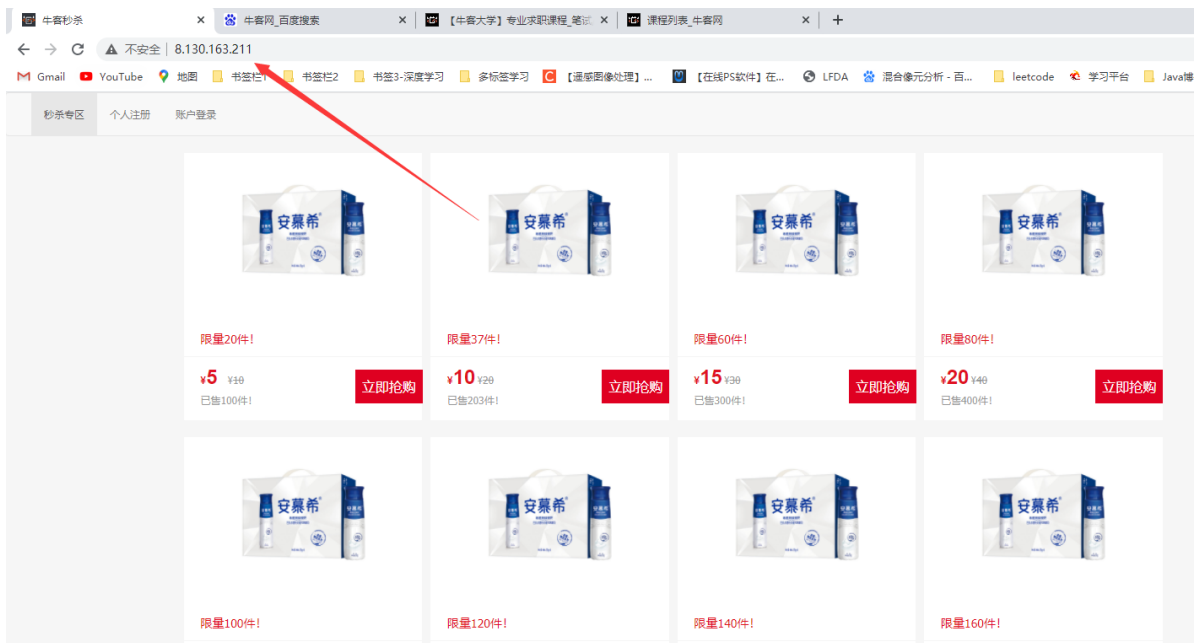 牛客秒杀
牛客网_百度搜索
【牛客大学】专业求职课程_笔试
课程列表_牛客网
不安全 8.130.163.211
Gmail YouTube 地图 书签栏1 书签栏2 书签3-深度学习 多标签学习 【遥感图像处理】... 【在线PS软件】在... LFDA 混合像元分析 - 百... leetcode 学习平台 Java博
秒杀专区 个人注册 账户登录
安慕希 安慕希 安慕希 安慕希
限量20件! 限量37件! 限量60件! 限量80件!
¥5 ¥10 立即抢购 ¥10 ¥20 立即抢购 ¥15 ¥30 立即抢购 ¥20 ¥40 立即抢购
已售100件! 已售203件! 已售300件! 已售400件!
安慕希 安慕希 安慕希 安慕希
限量100件! 限量120件! 限量140件! 限量160件!